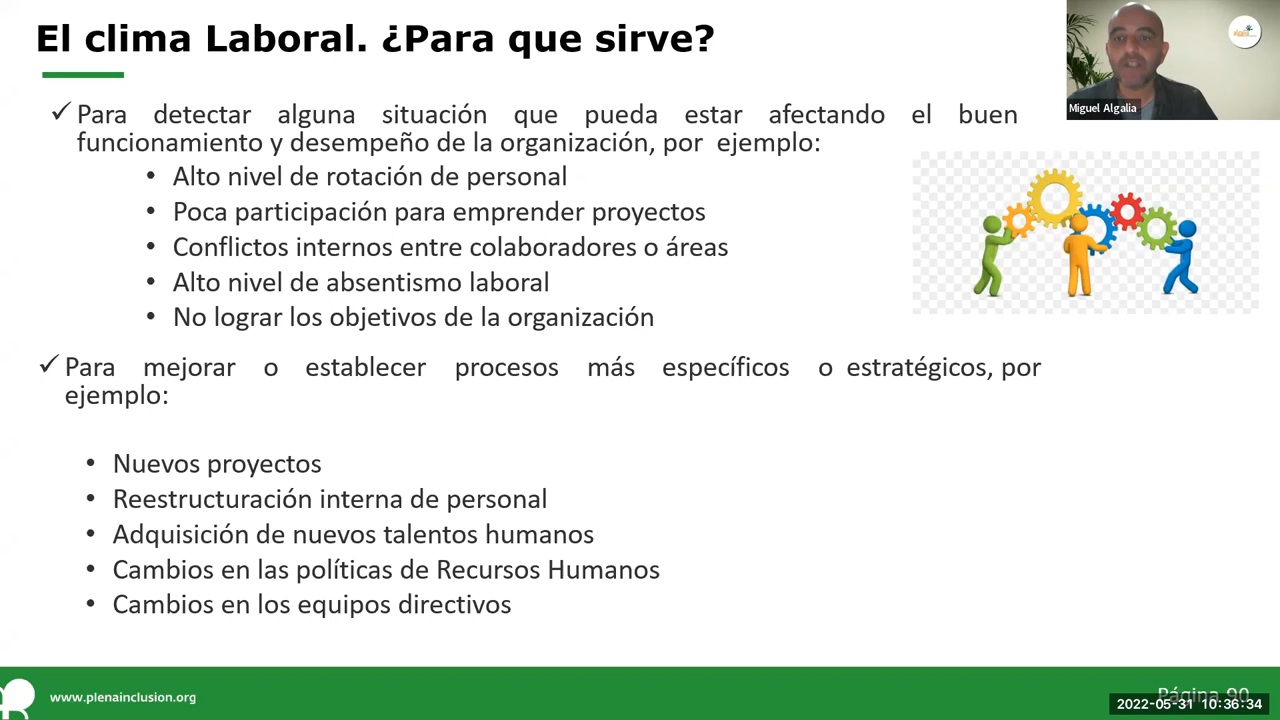 El clima Laboral. ¿Para que sirve?
Miguel Algalia
✓ Para detectar alguna situación que pueda estar afectando el buen
funcionamiento y desempeño de la organización, por ejemplo:
• Alto nivel de rotación de personal
• Poca participación para emprender proyectos
• Conflictos internos entre colaboradores o áreas
• Alto nivel de absentismo laboral
• No lograr los objetivos de la organización
✓ Para mejorar o establecer procesos más específicos o estratégicos, por
ejemplo:
• Nuevos proyectos
• Reestructuración interna de personal
• Adquisición de nuevos talentos humanos
• Cambios en las políticas de Recursos Humanos
• Cambios en los equipos directivos
www.plenainclusion.org
Página 90
2022-05-31 10:36:34